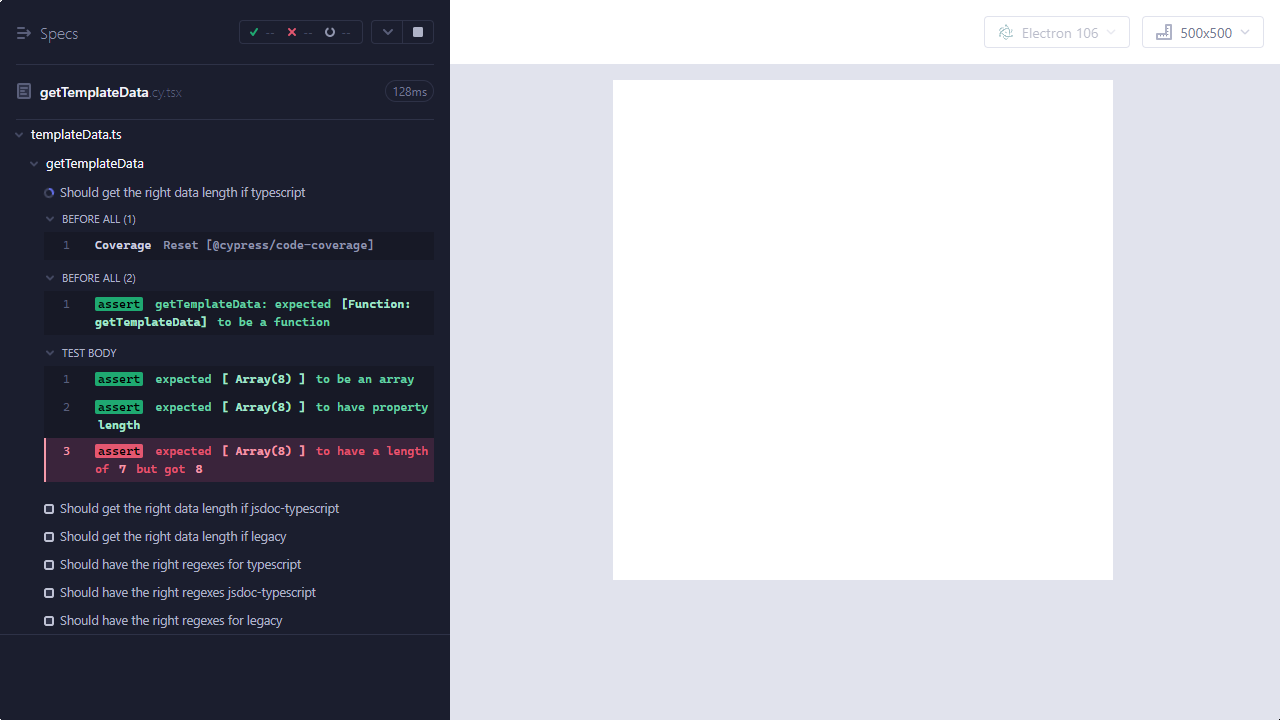 Specs
-- -- --
Electron 106
500x500
getTemplateData.cy.tsx
128ms
templateData.ts
getTemplateData
Should get the right data length if typescript
BEFORE ALL (1)
1 Coverage Reset [@cypress/code-coverage]
BEFORE ALL (2)
1 assert getTemplateData: expected [Function:
getTemplateData] to be a function
TEST BODY
1 assert expected [ Array(8) ] to be an array
2 assert expected [ Array(8) ] to have property
length
3 assert expected [ Array(8) ] to have a length
of 7 but got 8
Should get the right data length if jsdoc-typescript
Should get the right data length if legacy
Should have the right regexes for typescript
Should have the right regexes jsdoc-typescript
Should have the right regexes for legacy